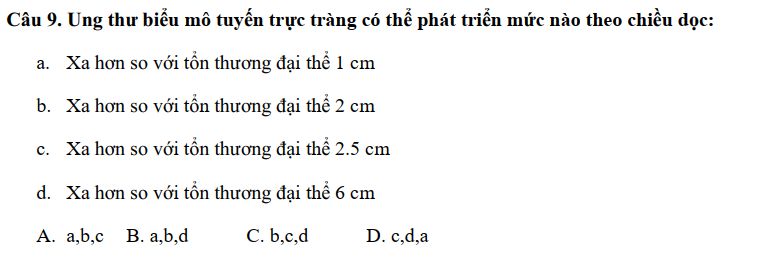 Câu 9. Ung thư biểu mô tuyến trực tràng có thể phát triển mức nào theo chiều dọc:
a. Xa hơn so với tổn thương đại thể 1 cm
b. Xa hơn so với tổn thương đại thể 2 cm
c. Xa hơn so với tổn thương đại thể 2.5 cm
d. Xa hơn so với tổn thương đại thể 6 cm
A. a,b,c B. a,b,d C. b,c,d D. c,d,a